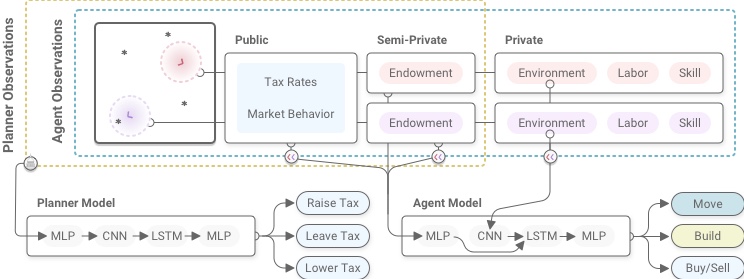 Planner Observations
Agent Observations
Public
Semi-Private
Private
Tax Rates
Market Behavior
Endowment
Environment Labor Skill
Endowment
Environment Labor Skill
Planner Model
MLP CNN LSTM MLP
Raise Tax
Leave Tax
Lower Tax
Agent Model
MLP CNN LSTM MLP
Move
Build
Buy/Sell